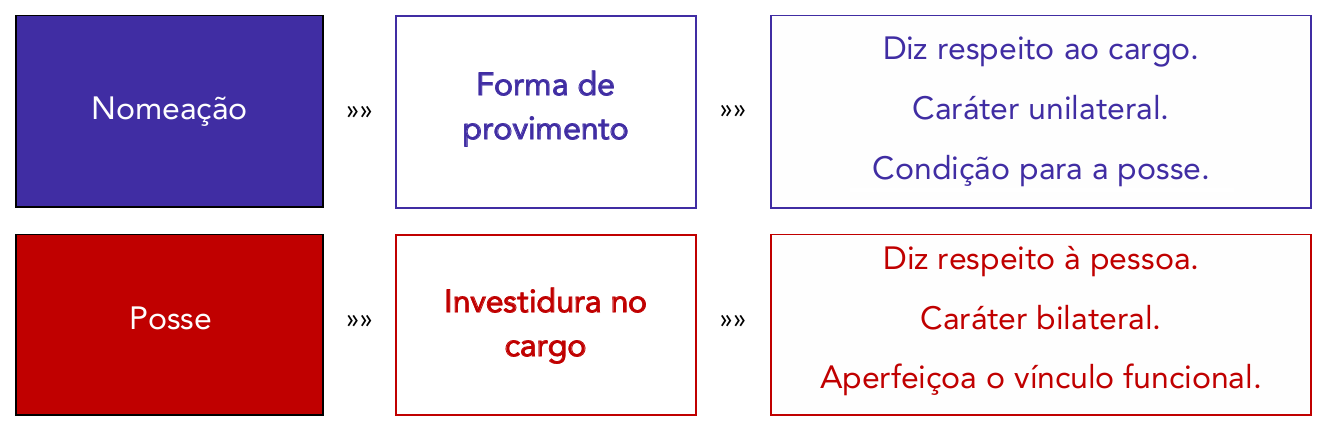 Nomeação
»»
Forma de
provimento
»»
Diz respeito ao cargo.
Caráter unilateral.
Condição para a posse.
Posse
»»
Investidura no
cargo
»»
Diz respeito à pessoa.
Caráter bilateral.
Aperfeiçoa o vínculo funcional.